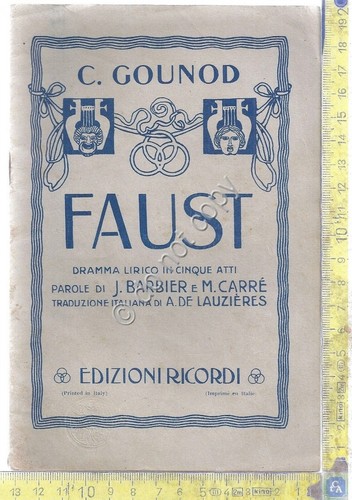 C. GOUNOD
FAUST
DRAMMA LIRICO IN CINQUE ATTI
PAROLE DI J. BARBIER E M. CARRÉ
TRADUZIONE ITALIANA DI A. DE LAUZIÈRES
EDIZIONI RICORDI
(Printed in Italy) (Imprimé en Italie)